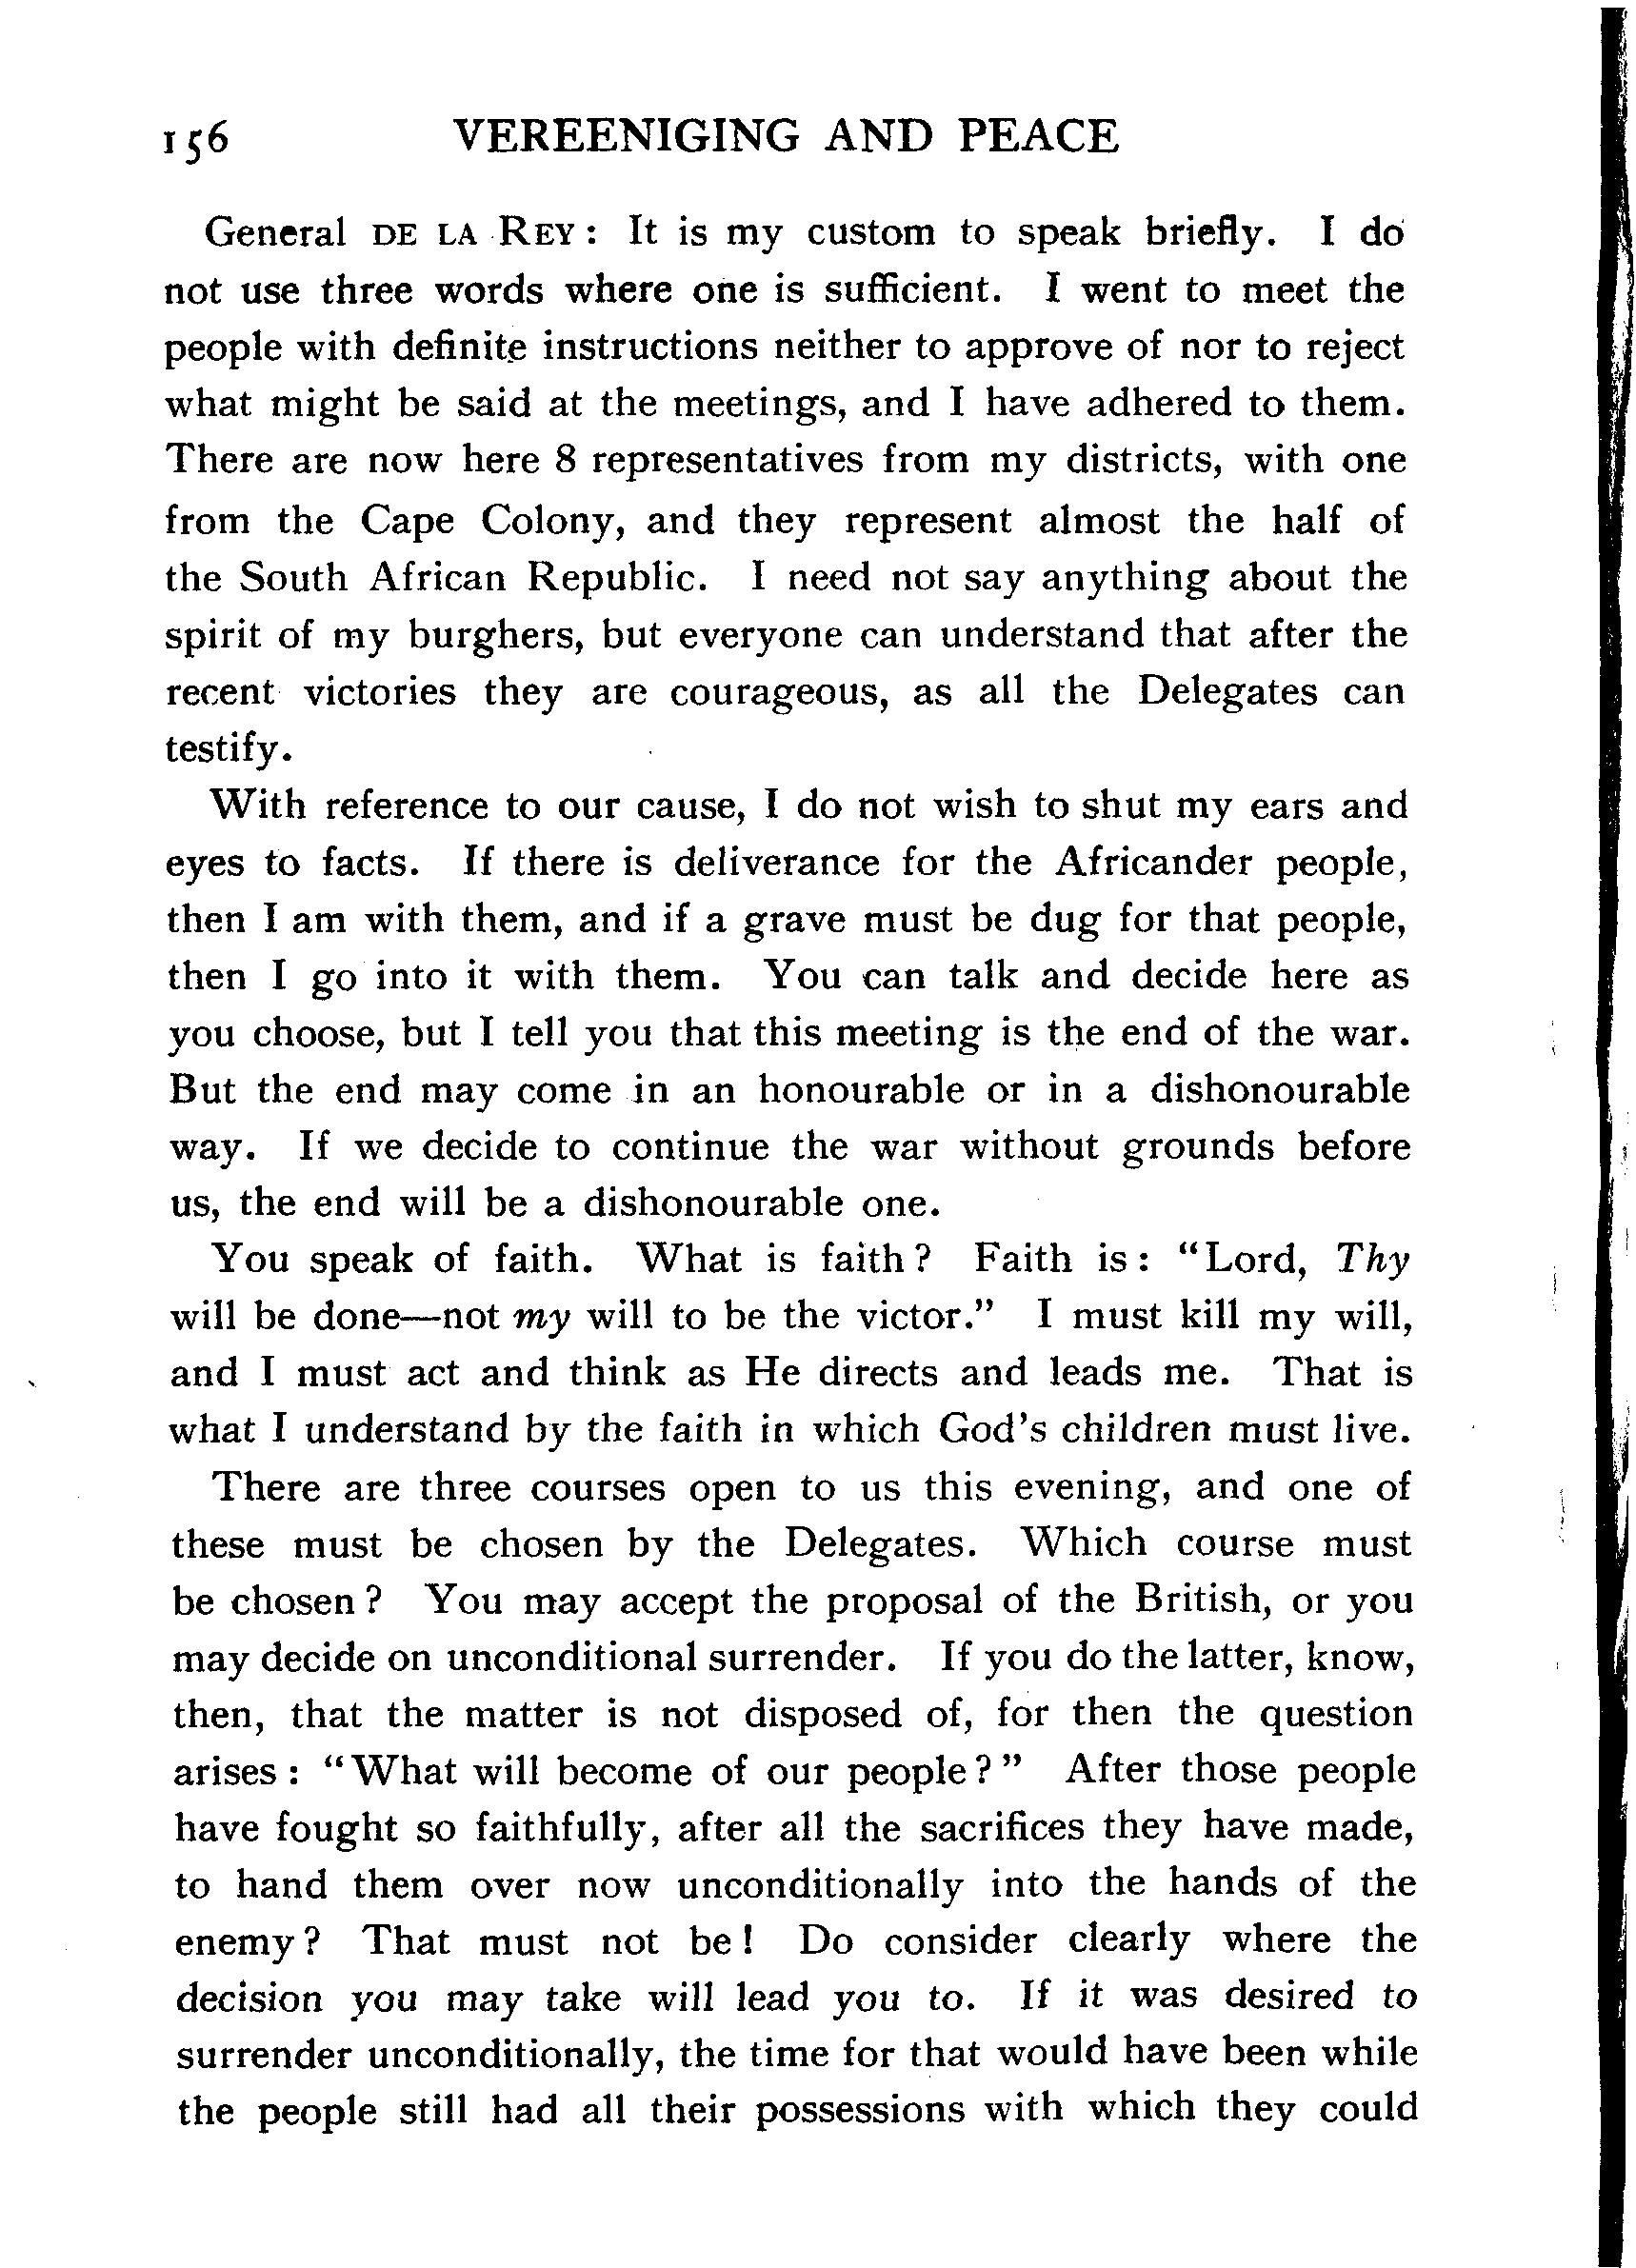 156 VEREENIGING AND PEACE
General DE LA REY: It is my custom to speak briefly. I do
not use three words where one is sufficient. I went to meet the
people with definite instructions neither to approve of nor to reject
what might be said at the meetings, and I have adhered to them.
There are now here 8 representatives from my districts, with one
from the Cape Colony, and they represent almost the half of
the South African Republic. I need not say anything about the
spirit of my burghers, but everyone can understand that after the
recent victories they are courageous, as all the Delegates can
testify.
With reference to our cause, I do not wish to shut my ears and
eyes to facts. If there is deliverance for the Africander people,
then I am with them, and if a grave must be dug for that people,
then I go into it with them. You can talk and decide here as
you choose, but I tell you that this meeting is the end of the war.
But the end may come in an honourable or in a dishonourable
way. If we decide to continue the war without grounds before
us, the end will be a dishonourable one.
You speak of faith. What is faith? Faith is: "Lord, Thy
will be done—not my will to be the victor." I must kill my will,
and I must act and think as He directs and leads me. That is
what I understand by the faith in which God's children must live.
There are three courses open to us this evening, and one of
these must be chosen by the Delegates. Which course must
be chosen? You may accept the proposal of the British, or you
may decide on unconditional surrender. If you do the latter, know,
then, that the matter is not disposed of, for then the question
arises: "What will become of our people?" After those people
have fought so faithfully, after all the sacrifices they have made,
to hand them over now unconditionally into the hands of the
enemy? That must not be! Do consider clearly where the
decision you may take will lead you to. If it was desired to
surrender unconditionally, the time for that would have been while
the people still had all their possessions with which they could